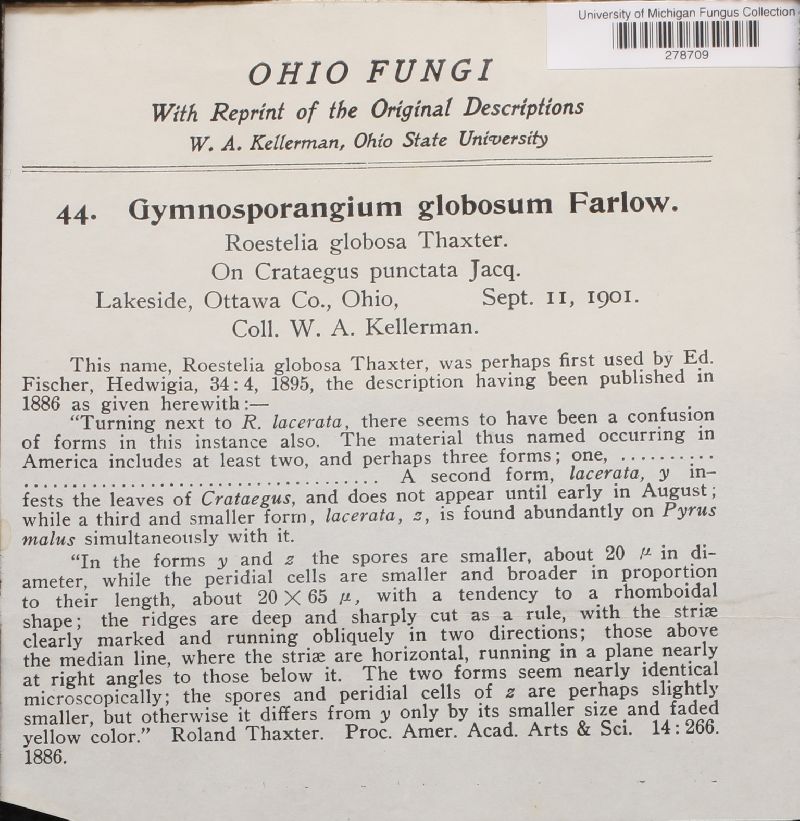 University of Michigan Fungus Collection
278709
OHIO FUNGI
With Reprint of the Original Descriptions
W. A. Kellerman, Ohio State University
44. Gymnosporangium globosum Farlow.
Roestelia globosa Thaxter.
On Crataegus punctata Jacq.
Lakeside, Ottawa Co., Ohio, Sept. 11, 1901.
Coll. W. A. Kellerman.
This name, Roestelia globosa Thaxter, was perhaps first used by Ed.
Fischer, Hedwigia, 34:4, 1895, the description having been published in
1886 as given herewith:—
“Turning next to R. lacerata, there seems to have been a confusion
of forms in this instance also. The material thus named occurring in
America includes at least two, and perhaps three forms; one, ..........
.................................... A second form, lacerata, y in-
fests the leaves of Crataegus, and does not appear until early in August;
while a third and smaller form, lacerata, z, is found abundantly on Pyrus
malus simultaneously with it.
“In the forms y and z the spores are smaller, about 20 µ in di-
ameter, while the peridial cells are smaller and broader in proportion
to their length, about 20 × 65 µ, with a tendency to a rhomboidal
shape; the ridges are deep and sharply cut as a rule, with the striæ
clearly marked and running obliquely in two directions; those above
the median line, where the striæ are horizontal, running in a plane nearly
at right angles to those below it. The two forms seem nearly identical
microscopically; the spores and peridial cells of z are perhaps slightly
smaller, but otherwise it differs from y only by its smaller size and faded
yellow color.” Roland Thaxter. Proc. Amer. Acad. Arts & Sci. 14:266.
1886.